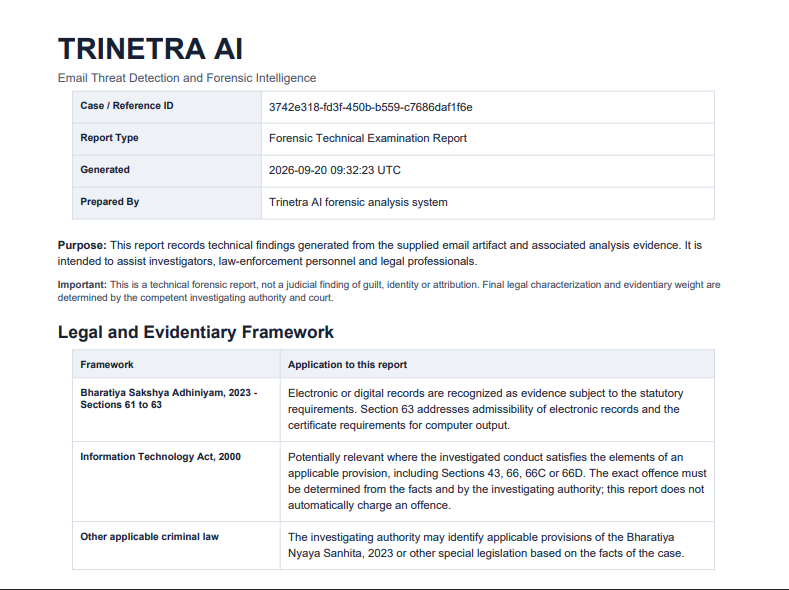 TRINETRA AI
Email Threat Detection and Forensic Intelligence
Case / Reference ID
3742e318-fd3f-450b-b559-c7686daf1f6e
Report Type
Forensic Technical Examination Report
Generated
2026-09-20 09:32:23 UTC
Prepared By
Trinetra AI forensic analysis system
Purpose: This report records technical findings generated from the supplied email artifact and associated analysis evidence. It is
intended to assist investigators, law-enforcement personnel and legal professionals.
Important: This is a technical forensic report, not a judicial finding of guilt, identity or attribution. Final legal characterization and evidentiary weight are
determined by the competent investigating authority and court.
Legal and Evidentiary Framework
Framework
Application to this report
Bharatiya Sakshya Adhiniyam, 2023 -
Sections 61 to 63
Electronic or digital records are recognized as evidence subject to the statutory
requirements. Section 63 addresses admissibility of electronic records and the
certificate requirements for computer output.
Information Technology Act, 2000
Potentially relevant where the investigated conduct satisfies the elements of an
applicable provision, including Sections 43, 66, 66C or 66D. The exact offence must
be determined from the facts and by the investigating authority; this report does not
automatically charge an offence.
Other applicable criminal law
The investigating authority may identify applicable provisions of the Bharatiya
Nyaya Sanhita, 2023 or other special legislation based on the facts of the case.